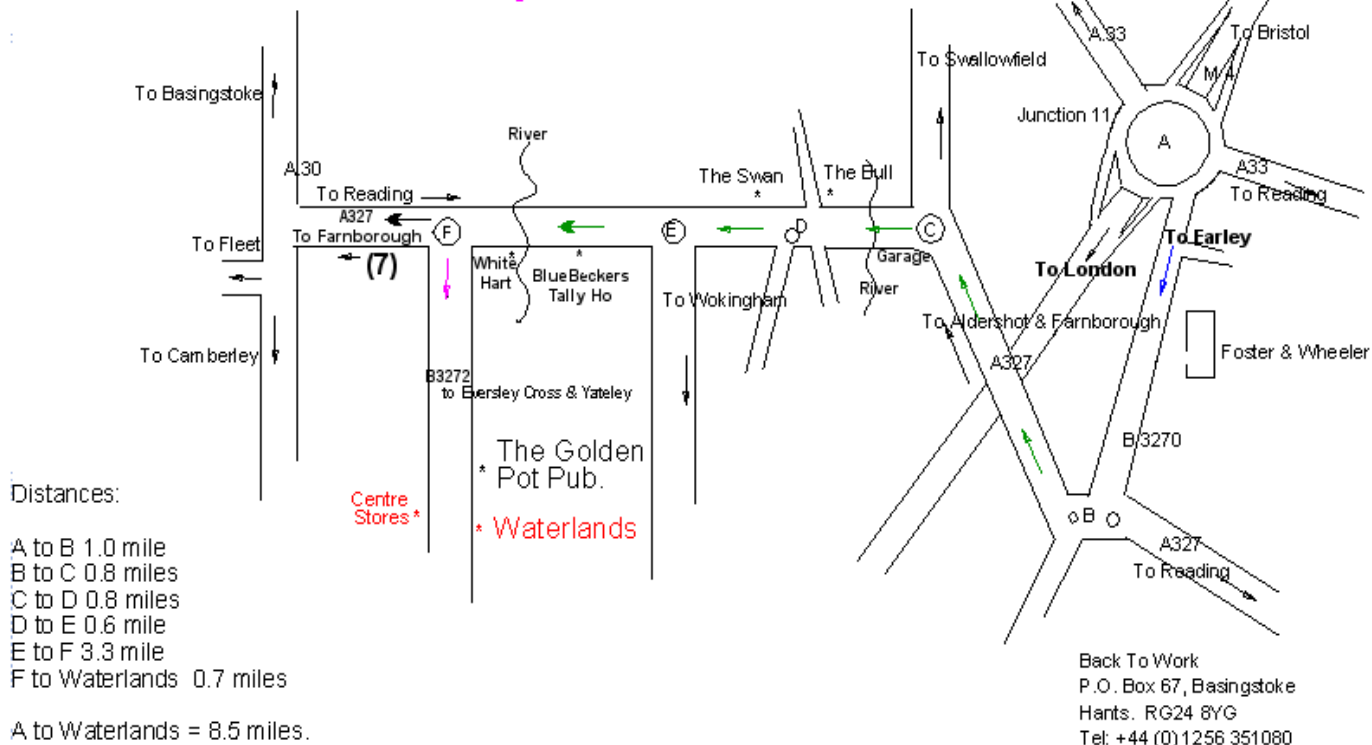 A.33
To Bristol
To Swallowfield
M 4
To Basingstoke
Junction 11
River
A
A.30
The Swan
The Bull
A33
To Reading
To Reading
A327
F
E
D
C
To Fleet
To Farnborough
(7)
White
Hart
BlueBeckers
Tally Ho
Garage
River
To Earley
To London
To Wokingham
To Aldershot & Farnborough
To Camberley
A327
Foster & Wheeler
B3272
to Eversley Cross & Yateley
B 3270
The Golden
Pot Pub.
Centre
Stores
Waterlands
B
A327
To Reading
Distances:
A to B 1.0 mile
B to C 0.8 miles
C to D 0.8 miles
D to E 0.6 mile
E to F 3.3 mile
F to Waterlands 0.7 miles
A to Waterlands = 8.5 miles.
Back To Work
P.O. Box 67, Basingstoke
Hants. RG24 8YG
Tel: +44 (0)1256 351080